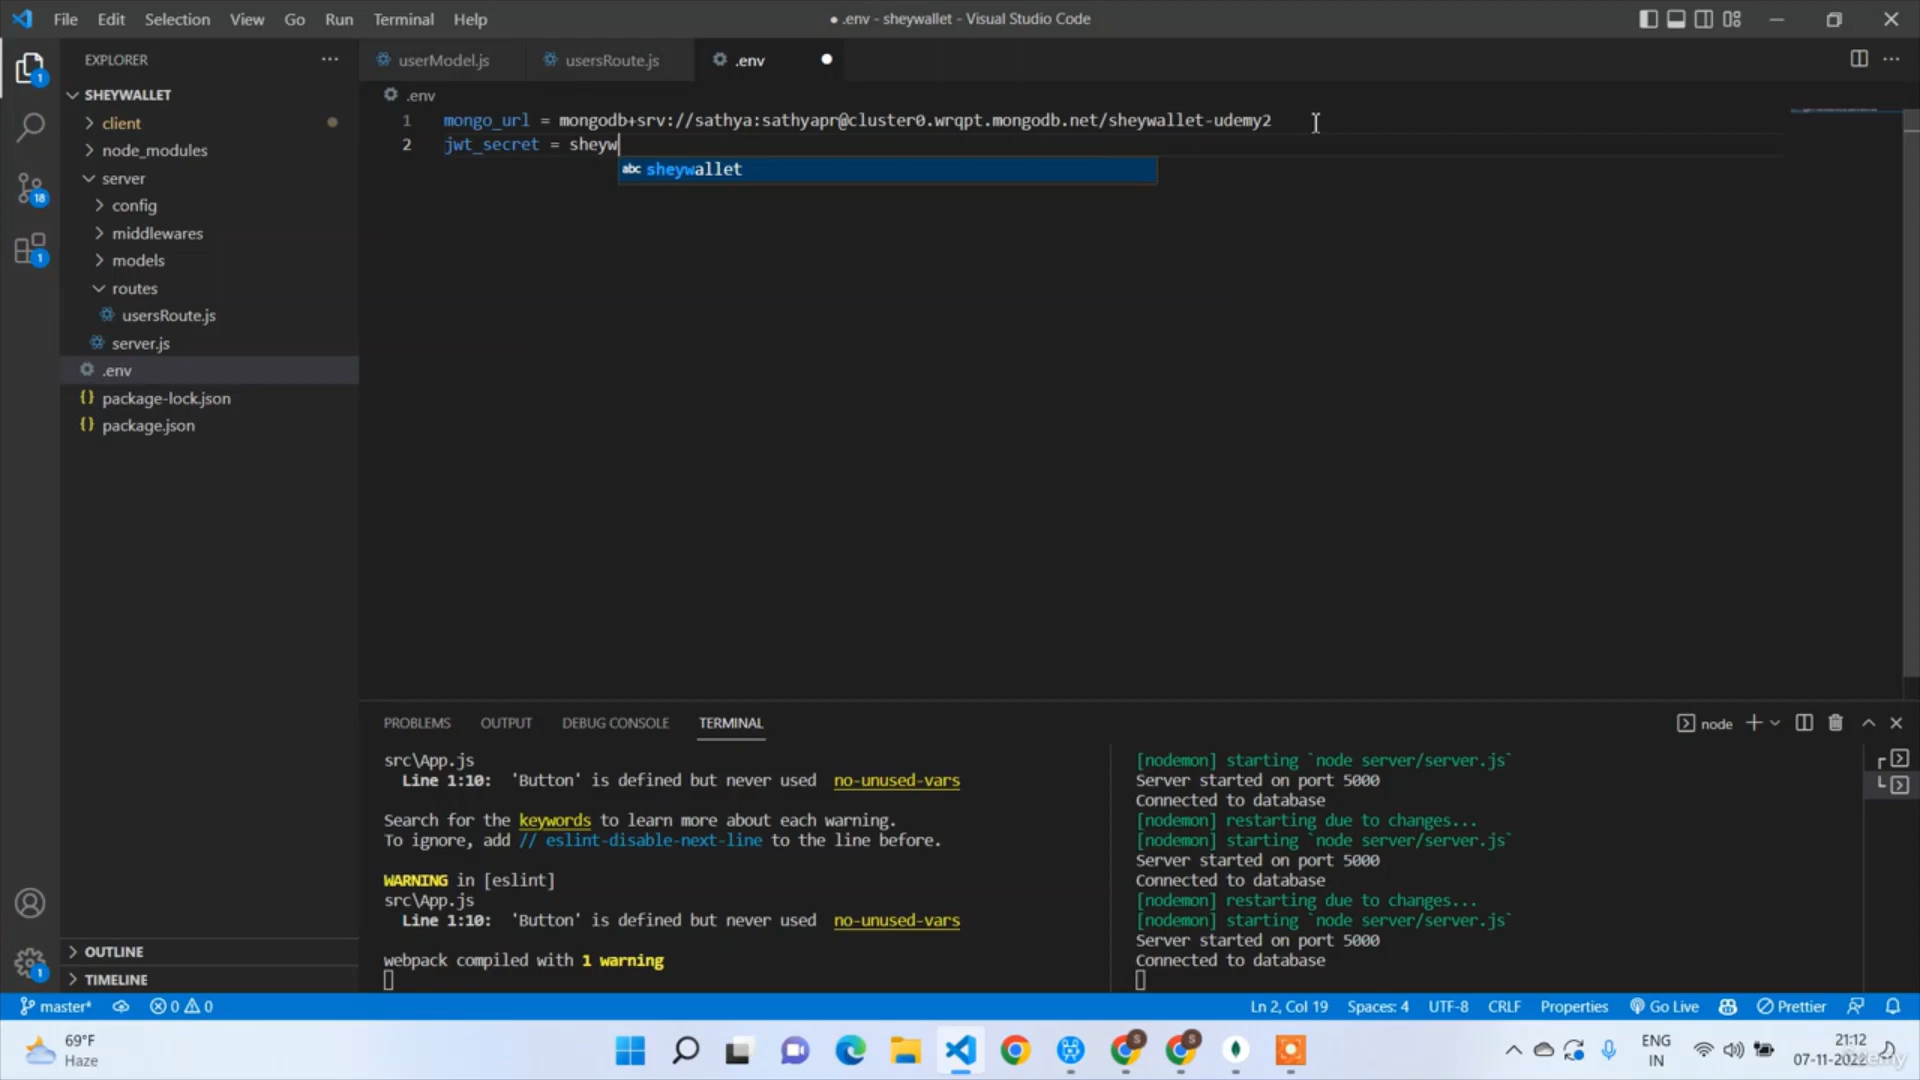 File Edit Selection View Go Run Terminal Help
● .env - sheywallet - Visual Studio Code
EXPLORER
SHEYWALLET
client
node_modules
server
config
middlewares
models
routes
usersRoute.js
server.js
.env
package-lock.json
package.json
OUTLINE
TIMELINE
1
18
1
1
userModel.js usersRoute.js .env
.env
1 mongo_url = mongodb+srv://sathya:sathyapr@cluster0.wrqpt.mongodb.net/sheywallet-udemy2
2 jwt_secret = sheyw
abc sheywallet
PROBLEMS OUTPUT DEBUG CONSOLE TERMINAL
node
src\App.js
Line 1:10: 'Button' is defined but never used no-unused-vars
Search for the keywords to learn more about each warning.
To ignore, add // eslint-disable-next-line to the line before.
WARNING in [eslint]
src\App.js
Line 1:10: 'Button' is defined but never used no-unused-vars
webpack compiled with 1 warning
[nodemon] starting `node server/server.js`
Server started on port 5000
Connected to database
[nodemon] restarting due to changes...
[nodemon] starting `node server/server.js`
Server started on port 5000
Connected to database
[nodemon] restarting due to changes...
[nodemon] starting `node server/server.js`
Server started on port 5000
Connected to database
master* 0 0
Ln 2, Col 19 Spaces: 4 UTF-8 CRLF Properties Go Live Prettier
69°F
Haze
S
S
ENG
IN
21:12
07-11-2022